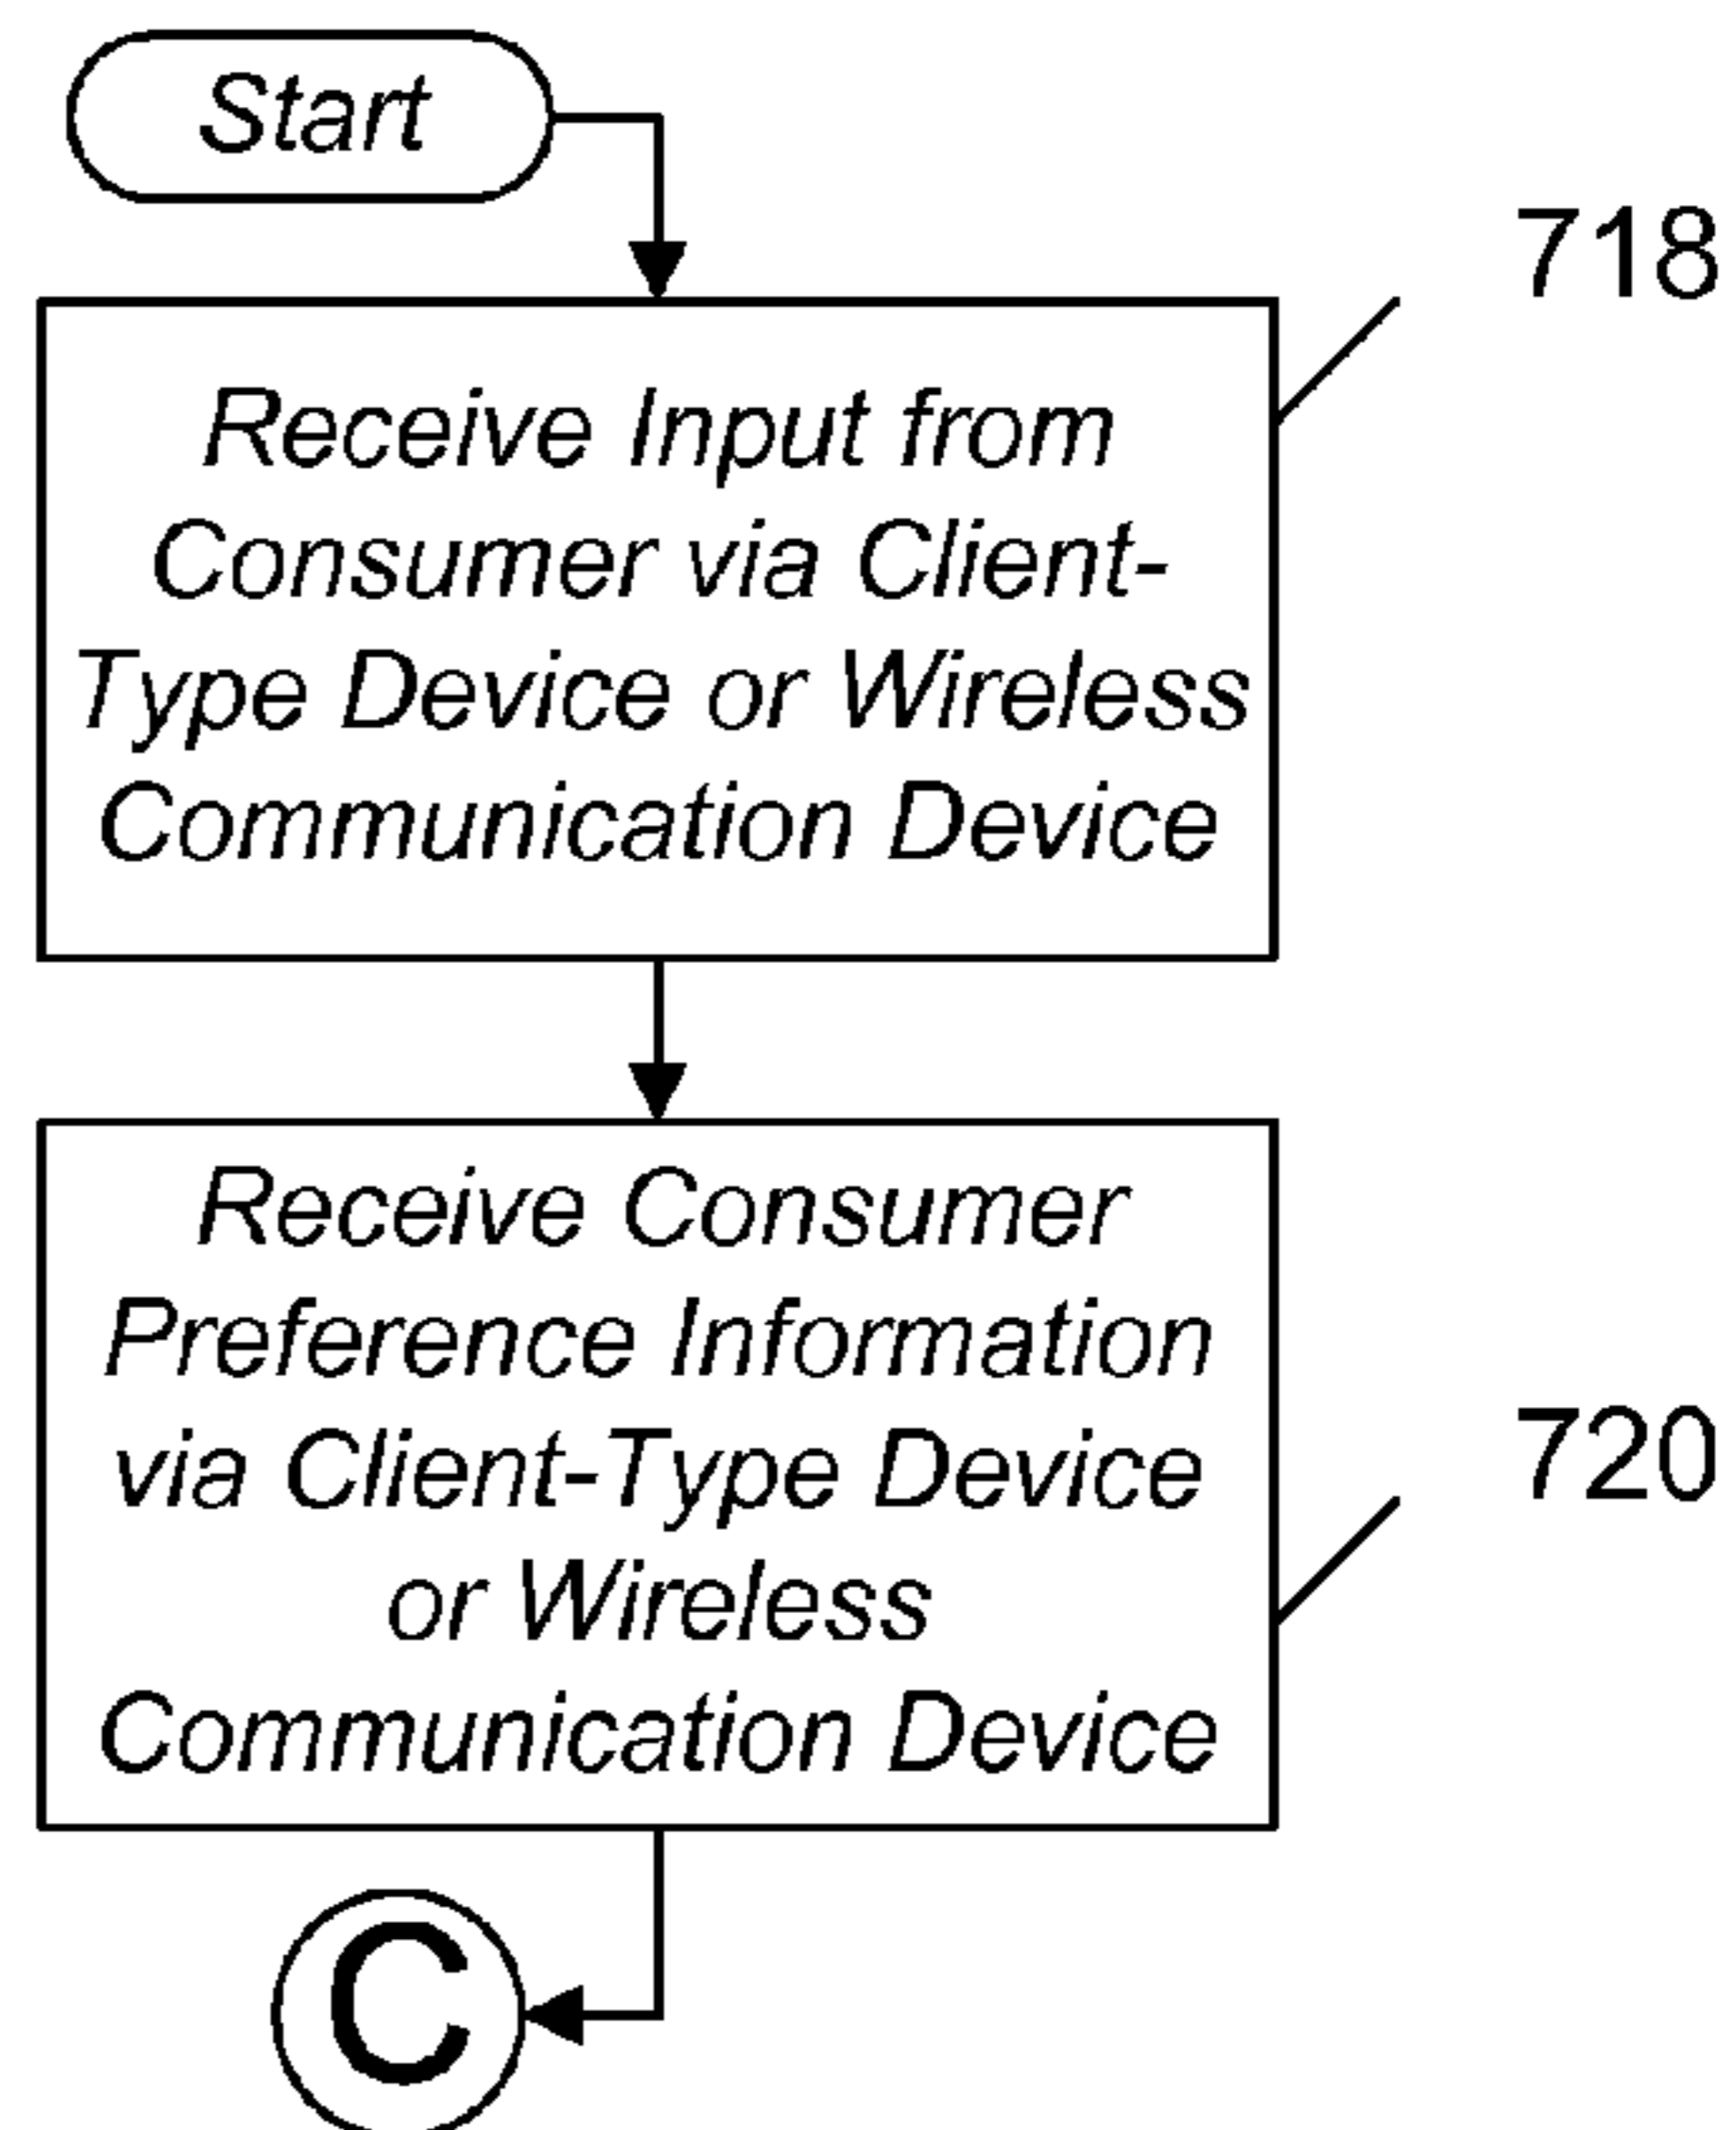 Start
718
Receive Input from
Consumer via Client-
Type Device or Wireless
Communication Device
Receive Consumer
Preference Information
via Client-Type Device
or Wireless
Communication Device
720
C